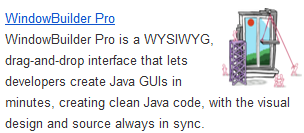 WindowBuilder Pro
WindowBuilder Pro is a WYSIWYG,
drag-and-drop interface that lets
developers create Java GUIs in
minutes, creating clean Java code, with the visual
design and source always in sync.